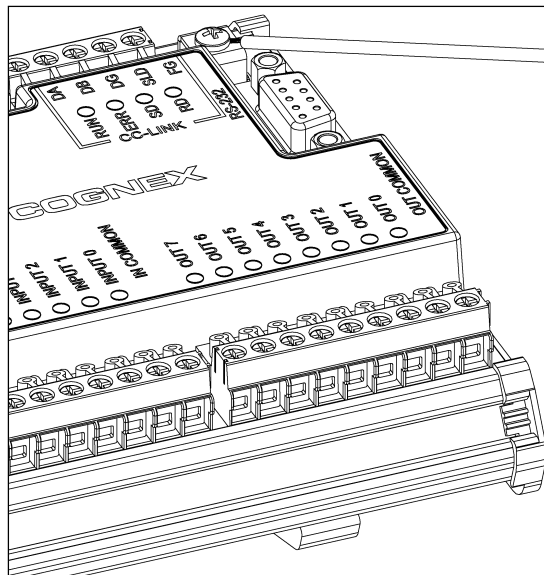 DA
DB
DG
SLD
FG
RUN
ERR
SD
RD
CC-LINK
RS-232
COGNEX
INPUT 2
INPUT 1
INPUT 0
IN COMMON
OUT 7
OUT 6
OUT 5
OUT 4
OUT 3
OUT 2
OUT 1
OUT 0
OUT COMMON